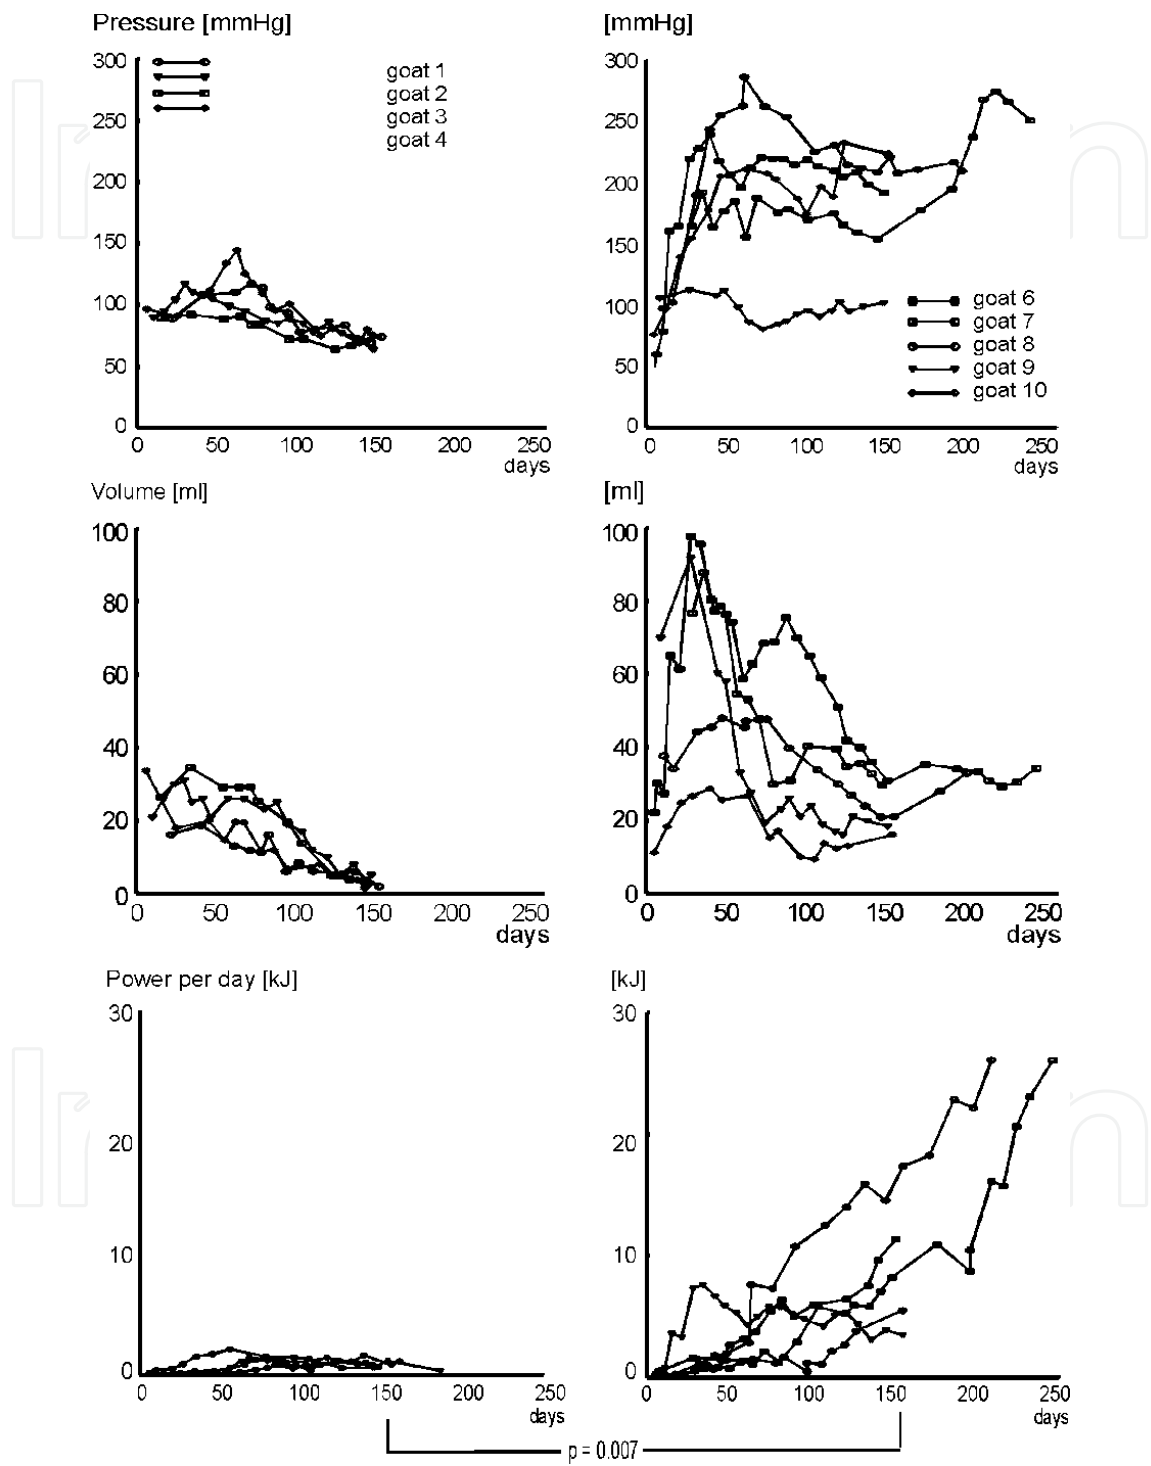 Pressure [mmHg]
300
250
200
150
100
50
0
goat 1
goat 2
goat 3
goat 4
0 50 100 150 200 250
days
[mmHg]
300
250
200
150
100
50
0
goat 6
goat 7
goat 8
goat 9
goat 10
0 50 100 150 200 250
days
Volume [ml]
100
80
60
40
20
0
0 50 100 150 200 250
days
[ml]
100
80
60
40
20
0
0 50 100 150 200 250
days
Power per day [kJ]
30
20
10
0
0 50 100 150 200 250
days
[kJ]
30
20
10
0
50 100 150 200 250
days
p = 0.007